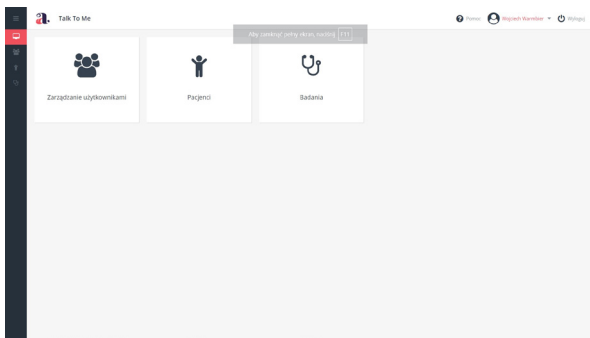 Talk To Me
Aby zamknąć pełny ekran, naciśnij F11
Pomoc
Wyloguj
Zarządzanie użytkownikami
Pacjenci
Badania